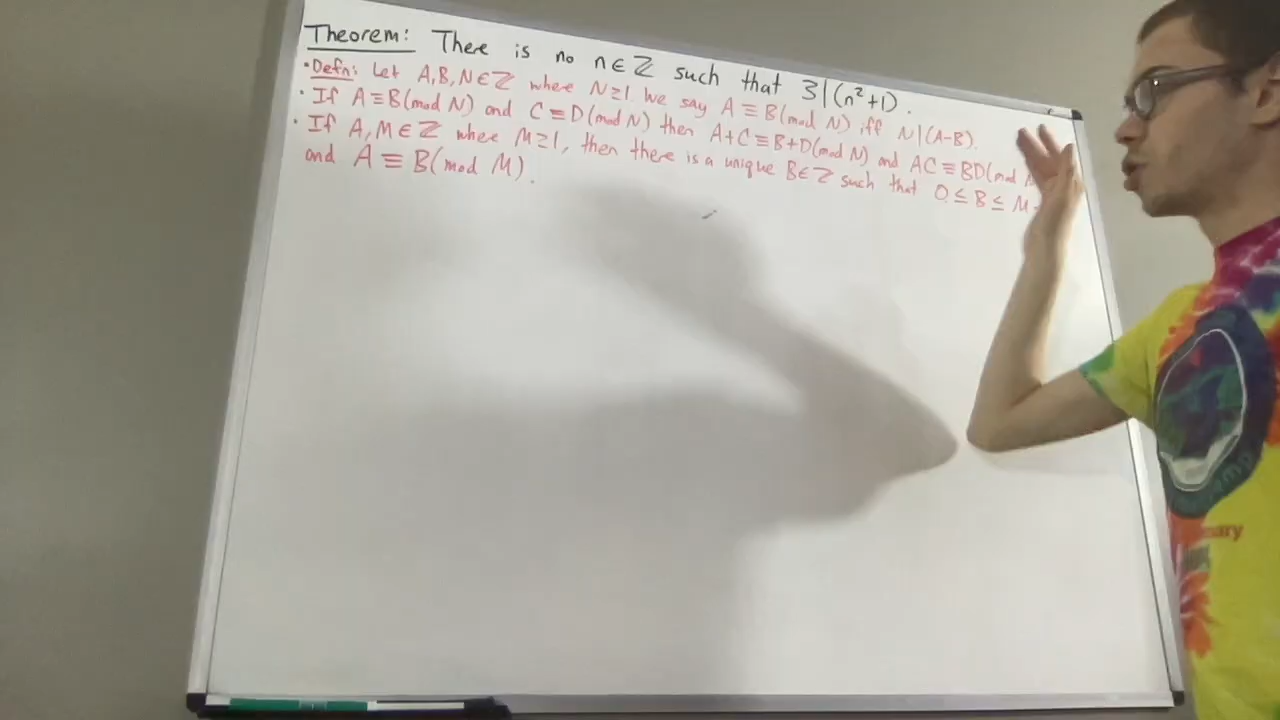 Theorem: There is no n ∈ ℤ such that 3|(n²+1).
• Defn: Let A,B,N ∈ ℤ where N≥1. We say A ≡ B(mod N) iff N|(A-B).
• If A ≡ B(mod N) and C ≡ D(mod N) then A+C ≡ B+D(mod N) and AC ≡ BD(mod
• If A, M ∈ ℤ where M≥1, then there is a unique B∈ℤ such that 0 ≤ B ≤ M-
and A ≡ B(mod M).